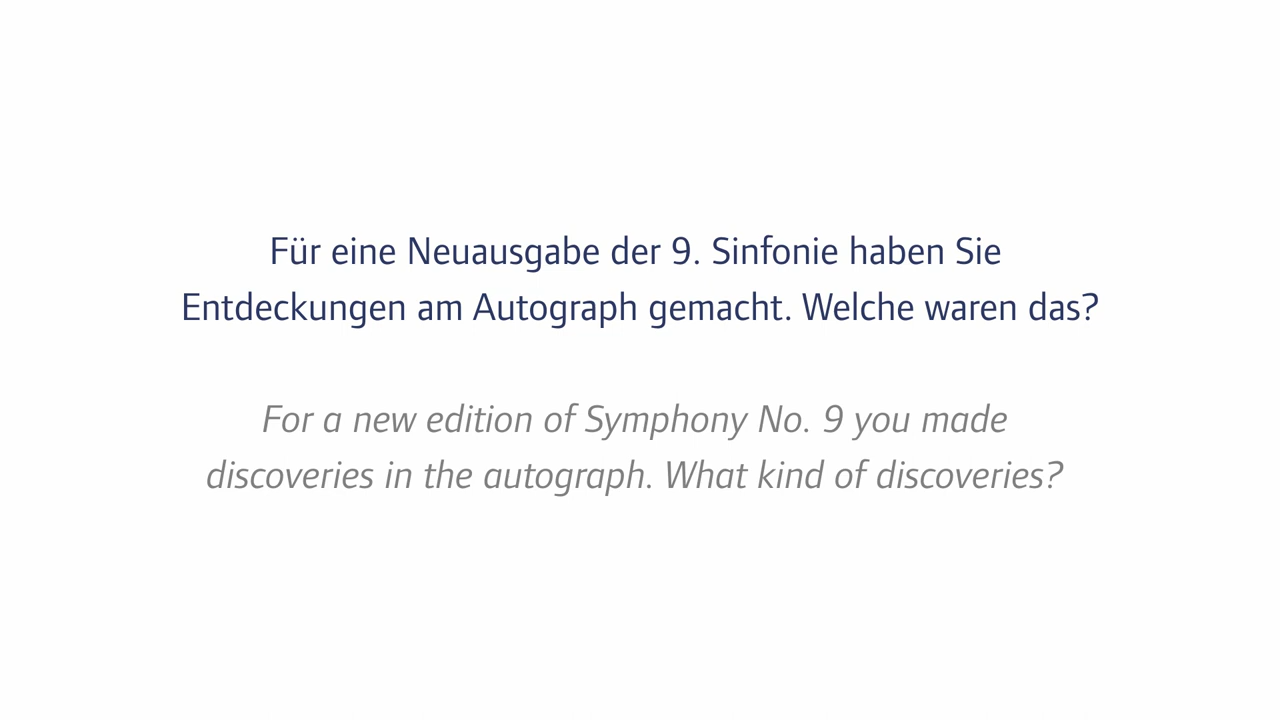 Für eine Neuausgabe der 9. Sinfonie haben Sie
Entdeckungen am Autograph gemacht. Welche waren das?
For a new edition of Symphony No. 9 you made
discoveries in the autograph. What kind of discoveries?